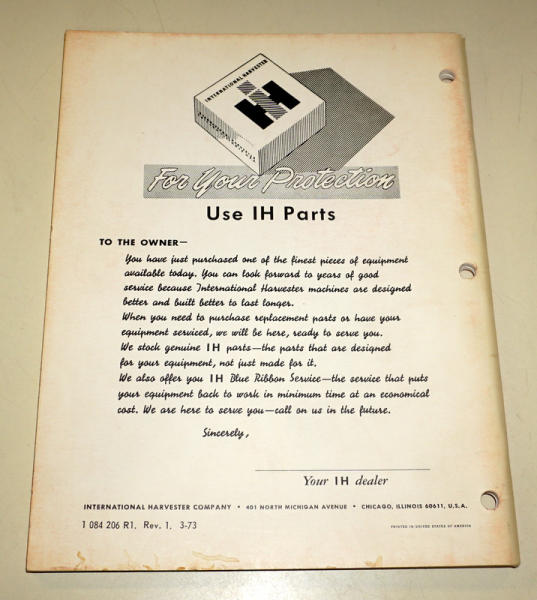 INTERNATIONAL HARVESTER
IH
INTERNATIONAL HARVESTER
For Your Protection
Use IH Parts
TO THE OWNER—
You have just purchased one of the finest pieces of equipment
available today. You can look forward to years of good
service because International Harvester machines are designed
better and built better to last longer.
When you need to purchase replacement parts or have your
equipment serviced, we will be here, ready to serve you.
We stock genuine IH parts—the parts that are designed
for your equipment, not just made for it.
We also offer you IH Blue Ribbon Service—the service that puts
your equipment back to work in minimum time at an economical
cost. We are here to serve you—call on us in the future.
Sincerely,
Your IH dealer
INTERNATIONAL HARVESTER COMPANY • 401 NORTH MICHIGAN AVENUE • CHICAGO, ILLINOIS 60611, U.S.A.
1 084 206 R1. Rev. 1. 3-73
PRINTED IN UNITED STATES OF AMERICA